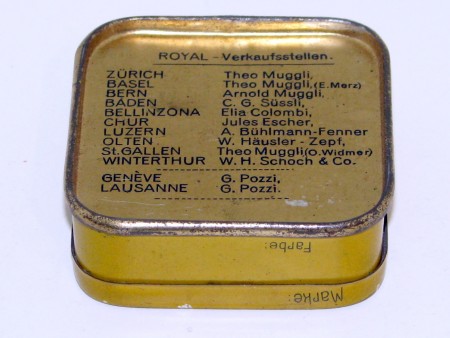 ROYAL - Verkaufsstellen.
ZÜRICH Theo Muggli,
BASEL Theo Muggli, (E.Merz)
BERN Arnold Muggli,
BADEN C. G. Süssli,
BELLINZONA Elia Colombi,
CHUR Jules Escher,
LUZERN A. Bühlmann-Fenner
OLTEN W. Häusler - Zepf,
St.GALLEN Theo Muggli (O. Widmer)
WINTERTHUR W. H. Schoch & Co.
GENÈVE G. Pozzi,
LAUSANNE G. Pozzi.
Farbe:
Marke: